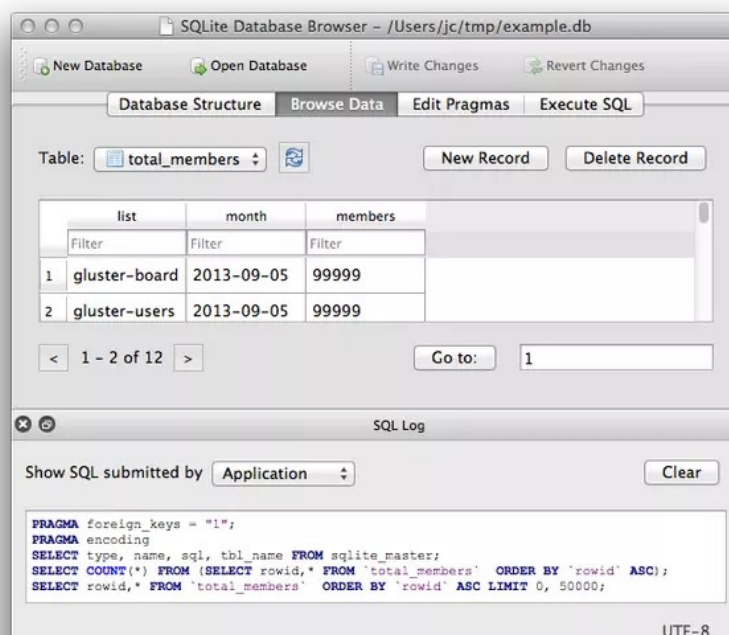 SQLite Database Browser – /Users/jc/tmp/example.db
New Database Open Database Write Changes Revert Changes
Database Structure Browse Data Edit Pragmas Execute SQL
Table: total_members New Record Delete Record
list month members
Filter Filter Filter
1 gluster-board 2013-09-05 99999
2 gluster-users 2013-09-05 99999
< 1 - 2 of 12 > Go to: 1
SQL Log
Show SQL submitted by Application Clear
PRAGMA foreign_keys = "1";
PRAGMA encoding
SELECT type, name, sql, tbl_name FROM sqlite_master;
SELECT COUNT(*) FROM (SELECT rowid,* FROM `total_members` ORDER BY `rowid` ASC);
SELECT rowid,* FROM `total_members` ORDER BY `rowid` ASC LIMIT 0, 50000;
UTF-8